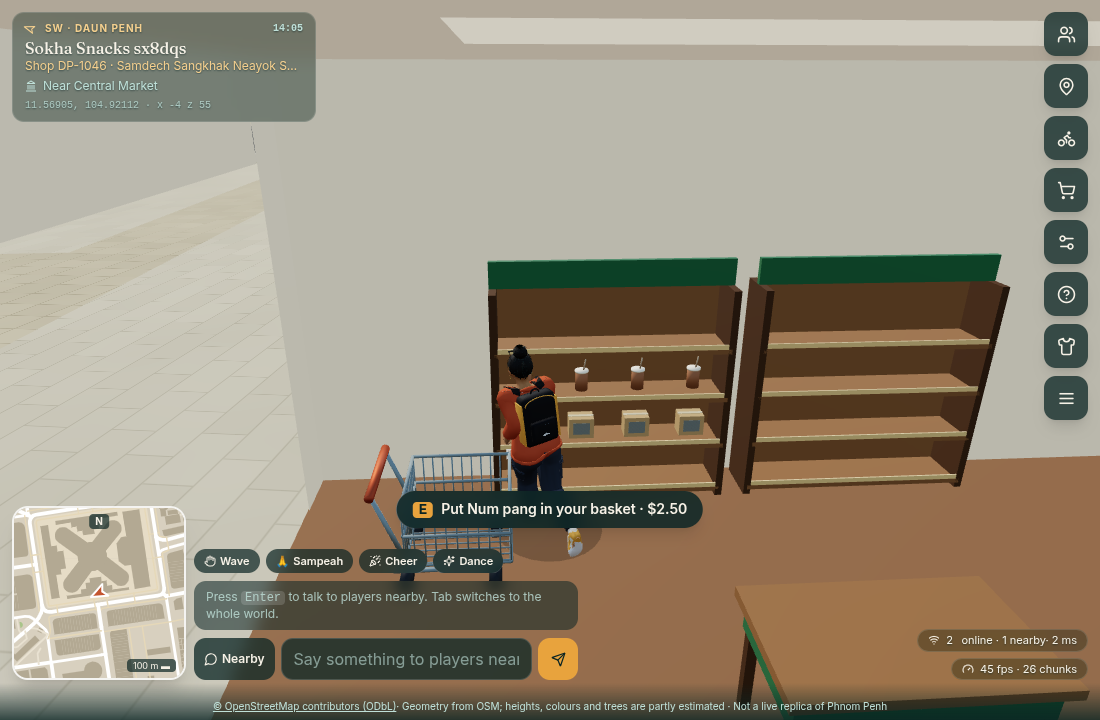 SW · DAUN PENH 14:05
Sokha Snacks sx8dqs
Shop DP-1046 · Samdech Sangkhak Neayok S…
Near Central Market
11.56905, 104.92112 · x -4 z 55
E Put Num pang in your basket · $2.50
N
100 m
Wave Sampeah Cheer Dance
Press Enter to talk to players nearby. Tab switches to the
whole world.
Nearby Say something to players near
2 online · 1 nearby· 2 ms
45 fps · 26 chunks
© OpenStreetMap contributors (ODbL)· Geometry from OSM; heights, colours and trees are partly estimated · Not a live replica of Phnom Penh